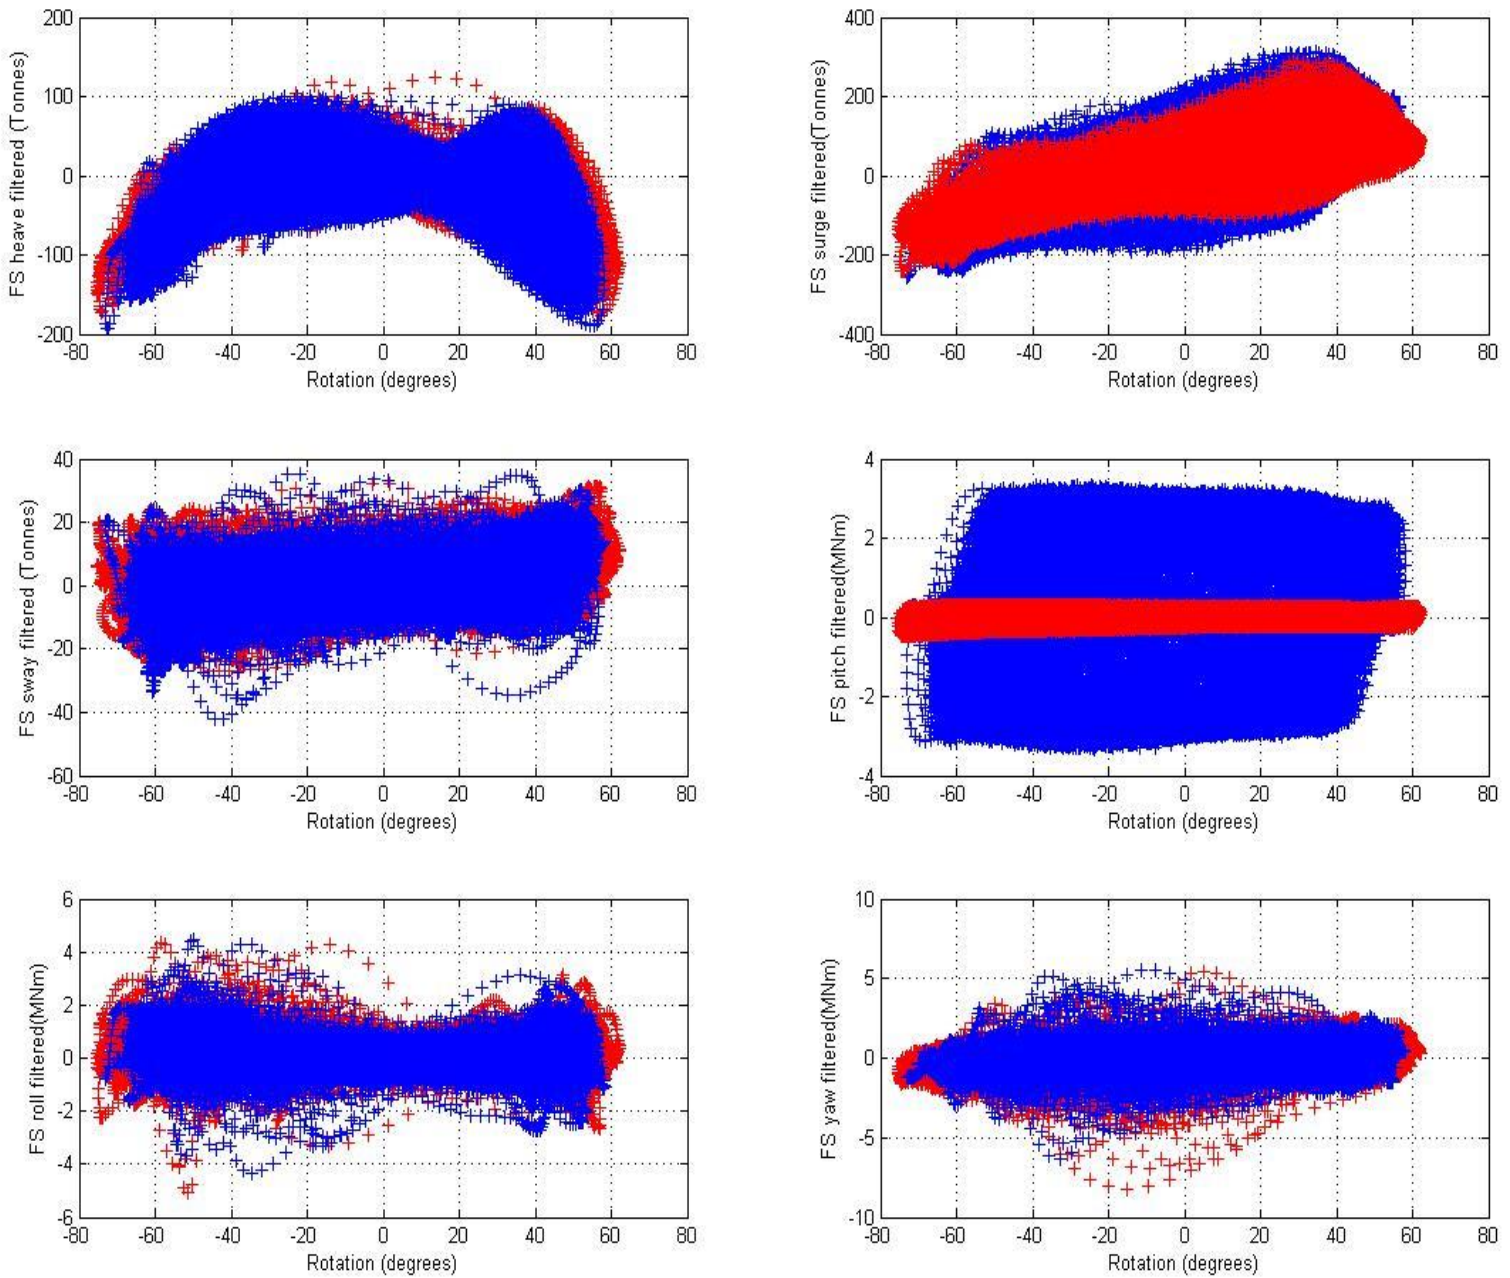 200
100
0
-100
-200
FS heave filtered (Tonnes)
-80 -60 -40 -20 0 20 40 60 80
Rotation (degrees)
400
200
0
-200
-400
FS surge filtered(Tonnes)
-80 -60 -40 -20 0 20 40 60 80
Rotation (degrees)
40
20
0
-20
-40
-60
FS sway filtered (Tonnes)
-80 -60 -40 -20 0 20 40 60 80
Rotation (degrees)
4
2
0
-2
-4
FS pitch filtered(MNm)
-80 -60 -40 -20 0 20 40 60 80
Rotation (degrees)
6
4
2
0
-2
-4
-6
FS roll filtered(MNm)
-80 -60 -40 -20 0 20 40 60 80
Rotation (degrees)
10
5
0
-5
-10
FS yaw filtered(MNm)
-80 -60 -40 -20 0 20 40 60 80
Rotation (degrees)